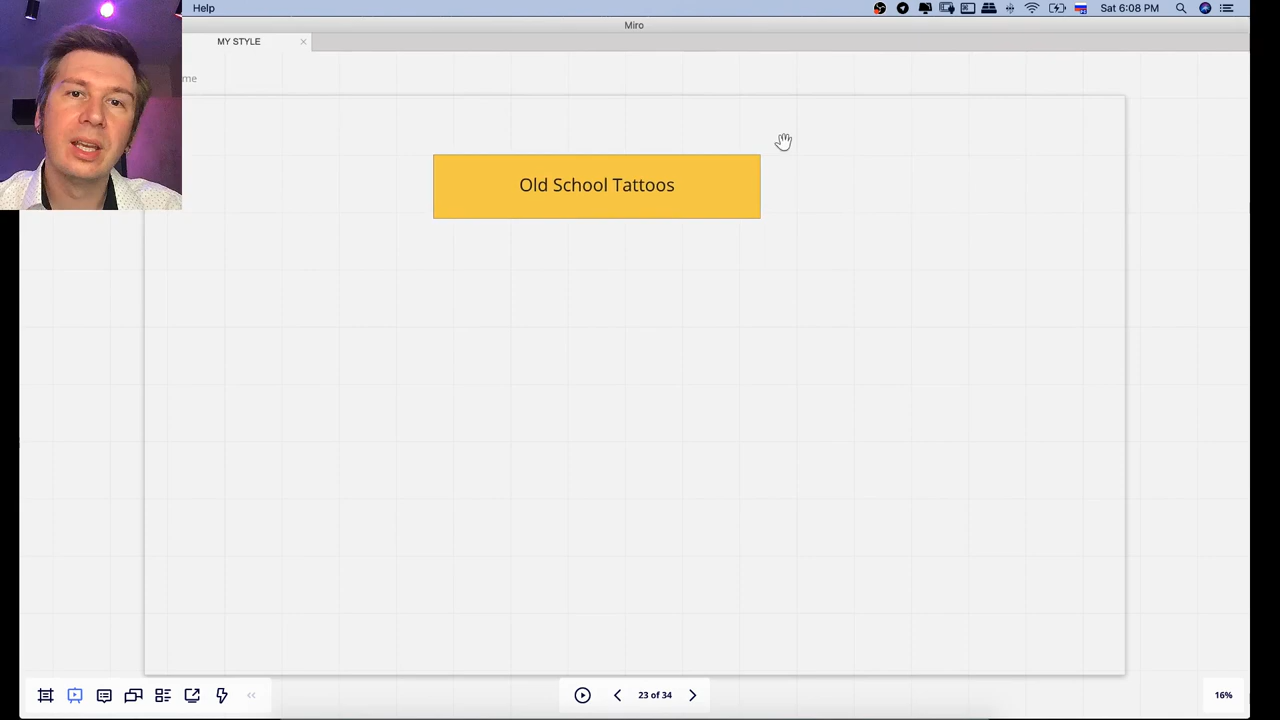 Help
Sat 6:08 PM
Miro
MY STYLE
me
Old School Tattoos
23 of 34
16%